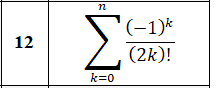 12
n
∑ (-1)^k / (2k)!
k=0